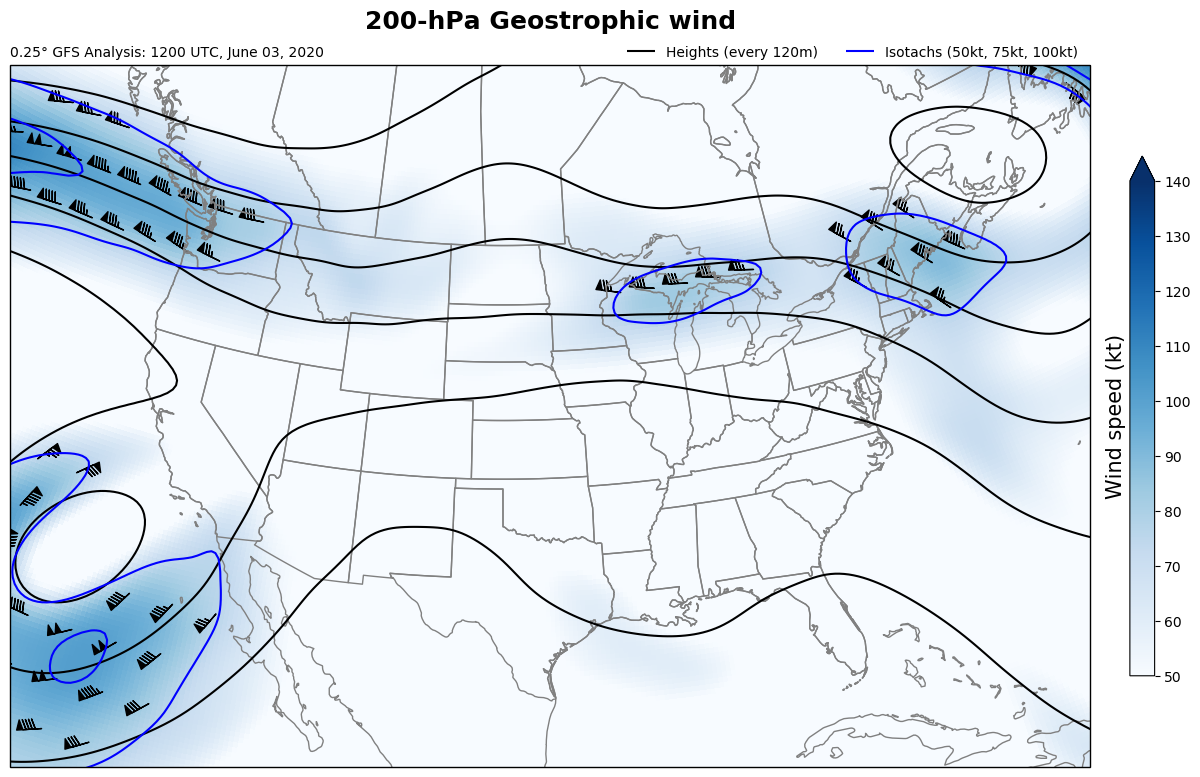 200-hPa Geostrophic wind
0.25° GFS Analysis: 1200 UTC, June 03, 2020
Heights (every 120m)
Isotachs (50kt, 75kt, 100kt)
140
130
120
110
100
90
80
70
60
50
Wind speed (kt)